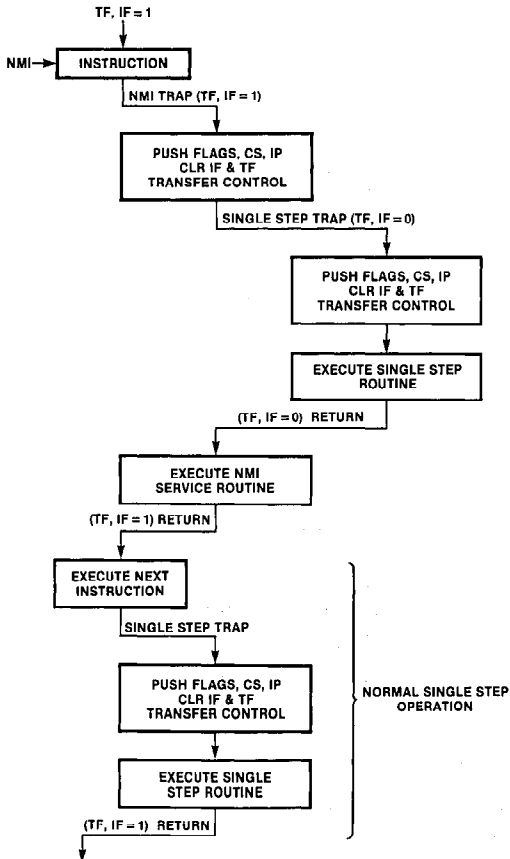 TF, IF = 1
NMI
INSTRUCTION
NMI TRAP (TF, IF = 1)
PUSH FLAGS, CS, IP
CLR IF & TF
TRANSFER CONTROL
SINGLE STEP TRAP (TF, IF = 0)
PUSH FLAGS, CS, IP
CLR IF & TF
TRANSFER CONTROL
EXECUTE SINGLE STEP
ROUTINE
(TF, IF = 0) RETURN
EXECUTE NMI
SERVICE ROUTINE
(TF, IF = 1) RETURN
EXECUTE NEXT
INSTRUCTION
SINGLE STEP TRAP
PUSH FLAGS, CS, IP
CLR IF & TF
TRANSFER CONTROL
NORMAL SINGLE STEP
OPERATION
EXECUTE SINGLE
STEP ROUTINE
(TF, IF = 1) RETURN